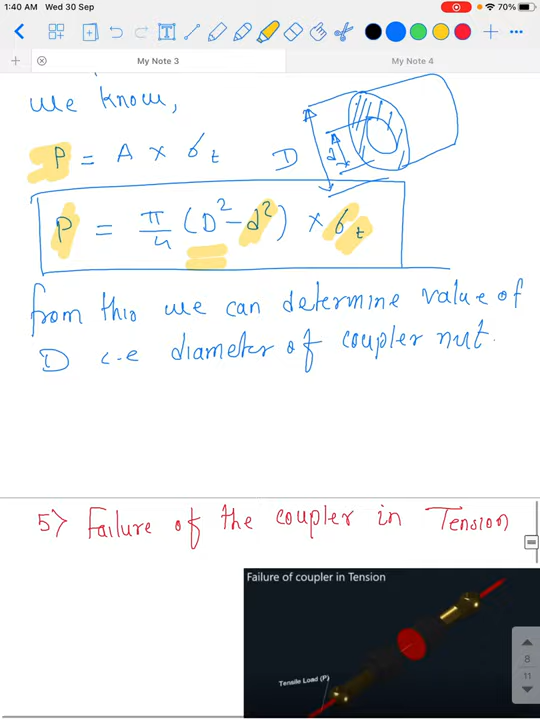 1:40 AM 30 Sep
70%
My Note 3
My Note 4
we know,
P = A × σt
D
d
P = π/4 (D² - d²) × σt
from this we can determine value of
D i.e diameter of coupler nut.
5> Failure of the coupler in Tension
Failure of coupler in Tension
Tensile Load (P)
8
11